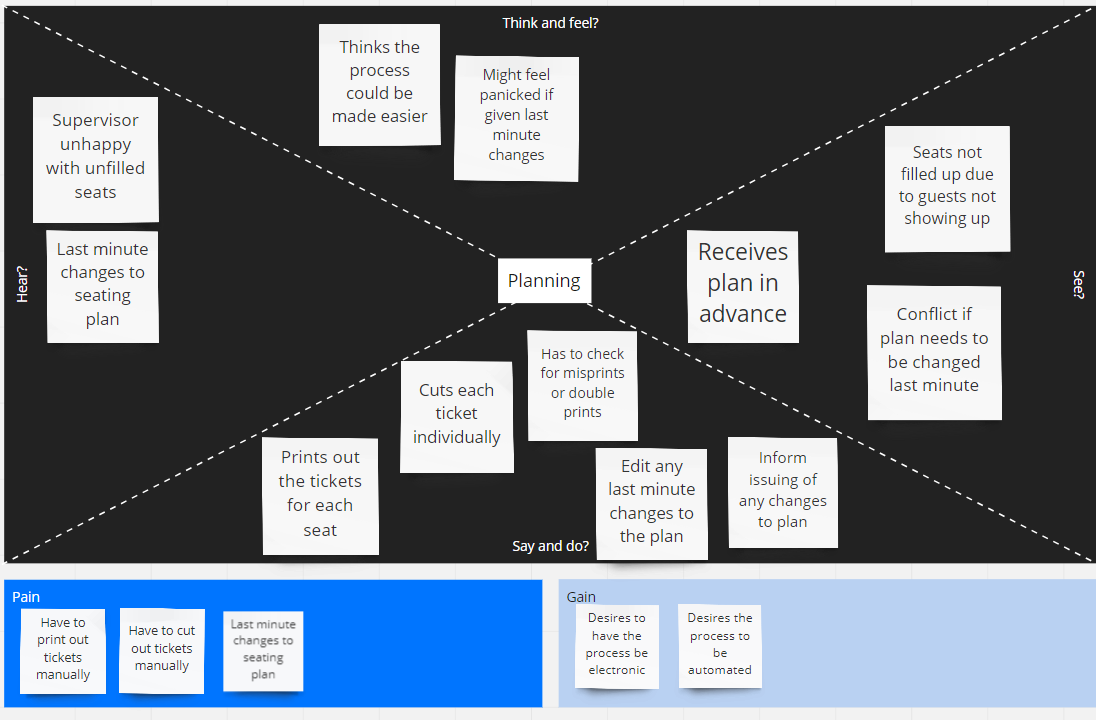 Think and feel?
Thinks the
process
could be
made easier
Might feel
panicked if
given last
minute
changes
Hear?
Supervisor
unhappy
with unfilled
seats
Last minute
changes to
seating
plan
Planning
See?
Seats not
filled up due
to guests not
showing up
Receives
plan in
advance
Conflict if
plan needs to
be changed
last minute
Has to check
for misprints
or double
prints
Cuts each
ticket
individually
Prints out
the tickets
for each
seat
Edit any
last minute
changes to
the plan
Inform
issuing of
any changes
to plan
Say and do?
Pain
Have to
print out
tickets
manually
Have to cut
out tickets
manually
Last minute
changes to
seating
plan
Gain
Desires to
have the
process be
electronic
Desires the
process to
be
automated